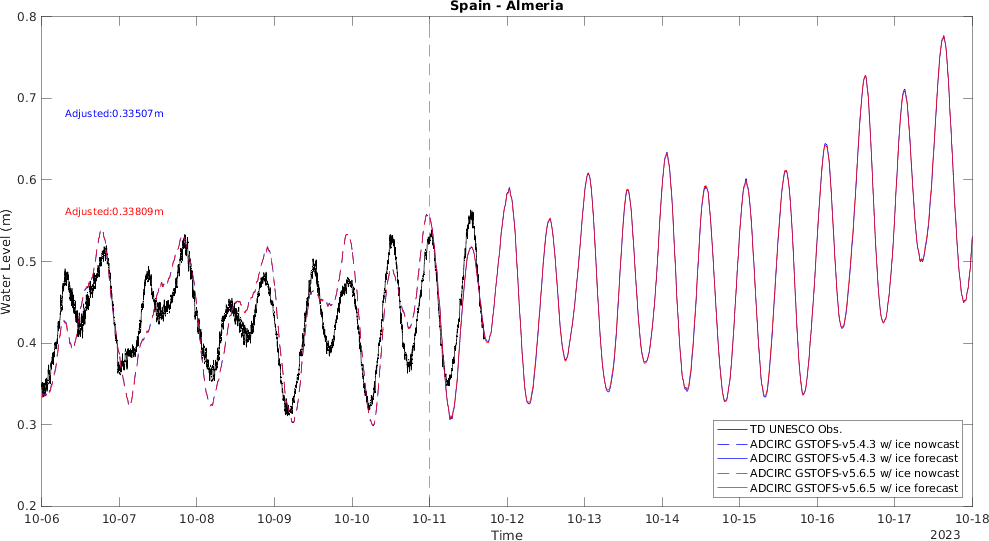 Spain - Almeria
0.8
0.7
0.6
0.5
0.4
0.3
0.2
Water Level (m)
Adjusted:0.33507m
Adjusted:0.33809m
TD UNESCO Obs.
ADCIRC GSTOFS-v5.4.3 w/ ice nowcast
ADCIRC GSTOFS-v5.4.3 w/ ice forecast
ADCIRC GSTOFS-v5.6.5 w/ ice nowcast
ADCIRC GSTOFS-v5.6.5 w/ ice forecast
10-06 10-07 10-08 10-09 10-10 10-11 10-12 10-13 10-14 10-15 10-16 10-17 10-18
Time
2023